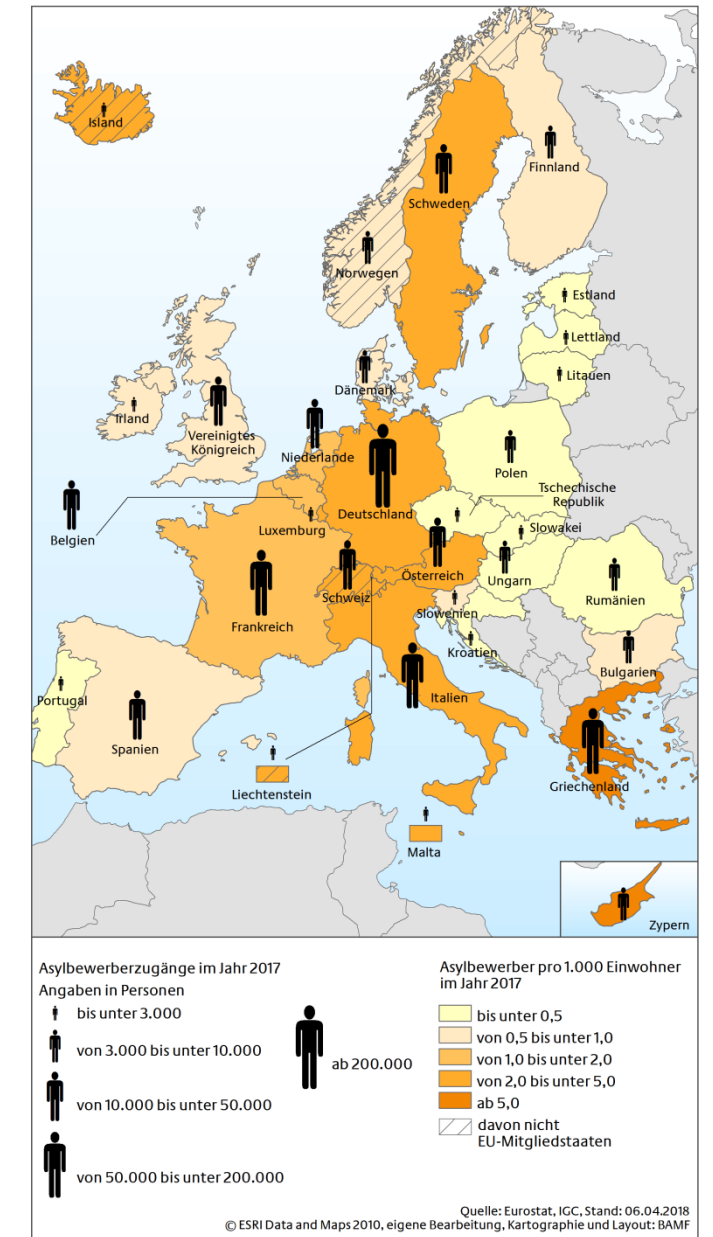 Island
Finnland
Schweden
Norwegen
Estland
Lettland
Litauen
Dänemark
Irland
Vereinigtes
Königreich
Niederlande
Polen
Tschechische
Republik
Deutschland
Belgien
Luxemburg
Slowakei
Österreich
Ungarn
Schweiz
Rumänien
Frankreich
Slowenien
Kroatien
Bulgarien
Portugal
Italien
Spanien
Griechenland
Liechtenstein
Malta
Zypern
Asylbewerberzugänge im Jahr 2017
Angaben in Personen
bis unter 3.000
von 3.000 bis unter 10.000
von 10.000 bis unter 50.000
von 50.000 bis unter 200.000
ab 200.000
Asylbewerber pro 1.000 Einwohner
im Jahr 2017
bis unter 0,5
von 0,5 bis unter 1,0
von 1,0 bis unter 2,0
von 2,0 bis unter 5,0
ab 5,0
davon nicht
EU-Mitgliedstaaten
Quelle: Eurostat, IGC, Stand: 06.04.2018
© ESRI Data and Maps 2010, eigene Bearbeitung, Kartographie und Layout: BAMF